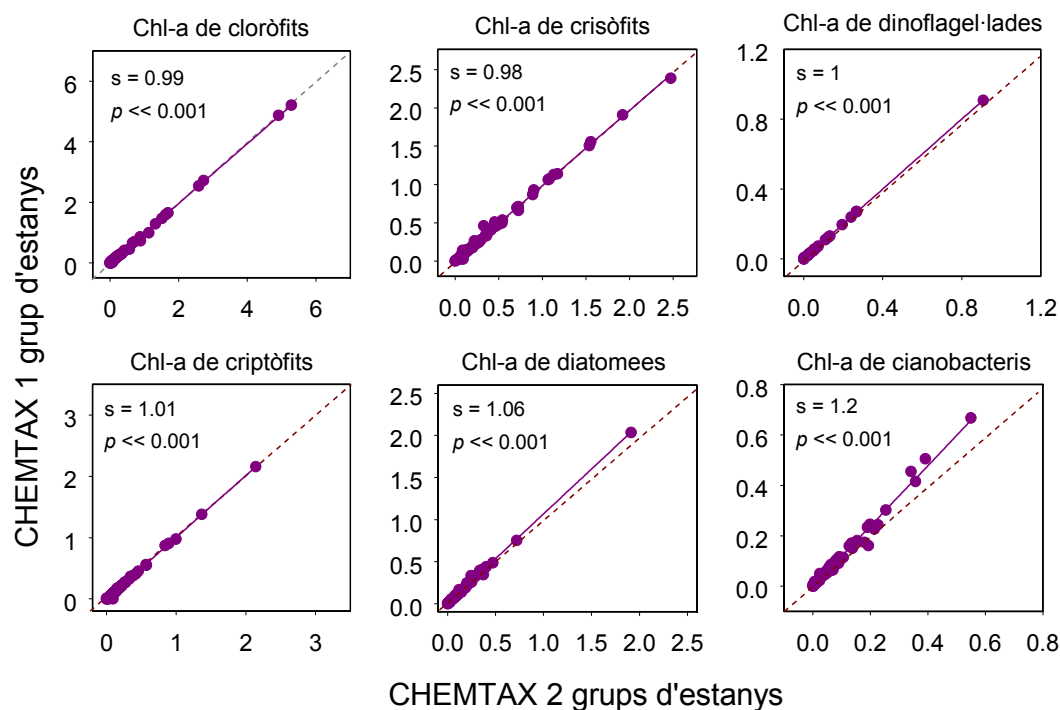 Chl-a de cloròfits
s = 0.99
p << 0.001
6
4
2
0
0 2 4 6
Chl-a de crisòfits
s = 0.98
p << 0.001
2.5
2.0
1.5
1.0
0.5
0.0
0.0 0.5 1.0 1.5 2.0 2.5
Chl-a de dinoflagel·lades
s = 1
p << 0.001
1.2
0.8
0.4
0.0
0.0 0.4 0.8 1.2
Chl-a de criptòfits
s = 1.01
p << 0.001
3
2
1
0
0 1 2 3
Chl-a de diatomees
s = 1.06
p << 0.001
2.5
2.0
1.5
1.0
0.5
0.0
0.0 0.5 1.0 1.5 2.0 2.5
Chl-a de cianobacteris
s = 1.2
p << 0.001
0.8
0.6
0.4
0.2
0.0
0.0 0.2 0.4 0.6 0.8
CHEMTAX 1 grup d'estanys
CHEMTAX 2 grups d'estanys